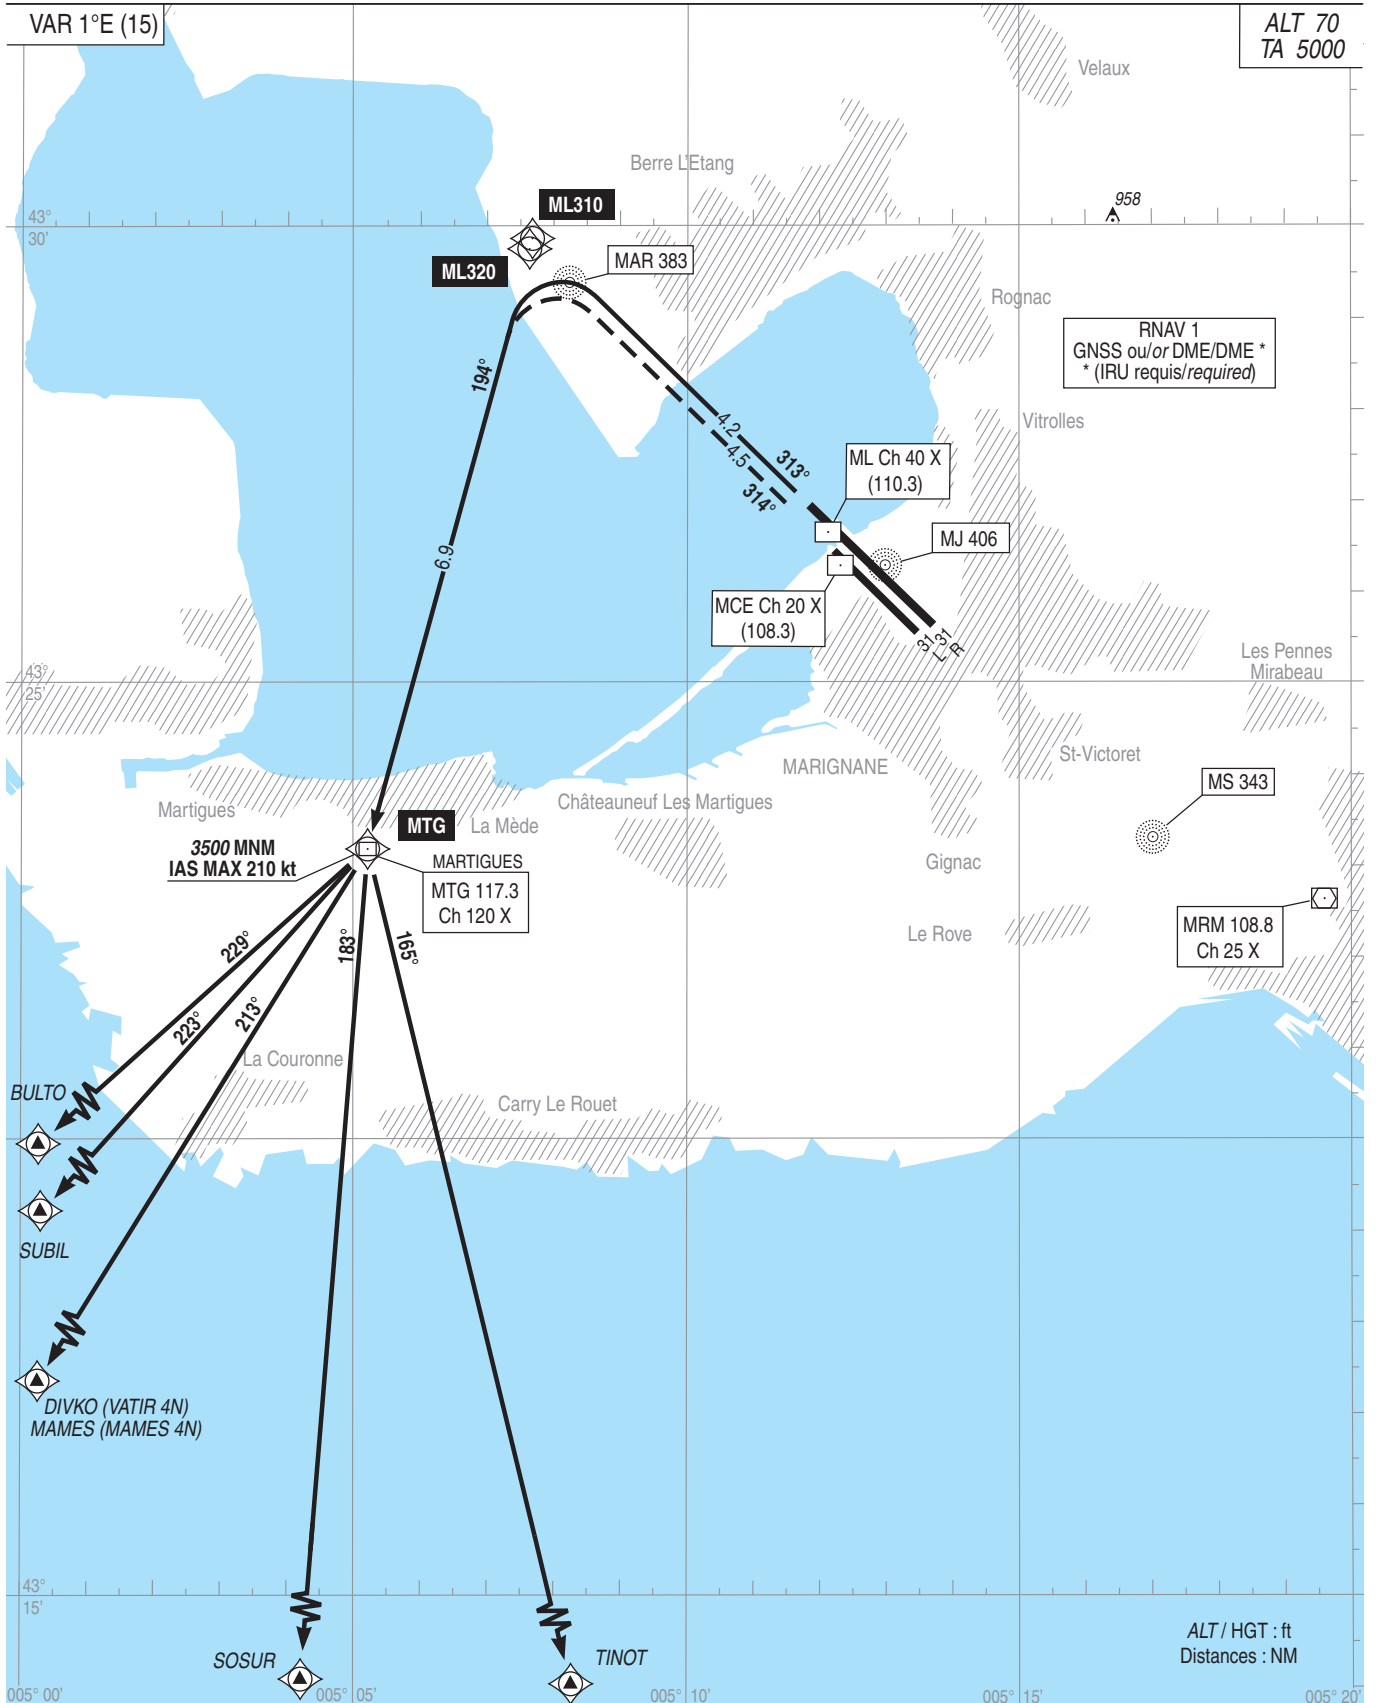 VAR 1°E (15)
ALT 70
TA 5000
Velaux
Berre L'Etang
ML310
958
43°
30'
ML320
MAR 383
Rognac
RNAV 1
GNSS ou/or DME/DME *
* (IRU requis/required)
194°
4.2
4.5
313°
314°
Vitrolles
ML Ch 40 X
(110.3)
MJ 406
6.9
MCE Ch 20 X
(108.3)
31
L
31
R
Les Pennes
Mirabeau
43°
25'
MARIGNANE
St-Victoret
MS 343
Martigues
Châteauneuf Les Martigues
MTG
La Mède
3500 MNM
IAS MAX 210 kt
MARTIGUES
MTG 117.3
Ch 120 X
Gignac
Le Rove
MRM 108.8
Ch 25 X
229°
223°
213°
183°
165°
La Couronne
BULTO
Carry Le Rouet
SUBIL
DIVKO (VATIR 4N)
MAMES (MAMES 4N)
43°
15'
SOSUR
TINOT
ALT / HGT : ft
Distances : NM
005° 00'
005° 05'
005° 10'
005° 15'
005° 20'